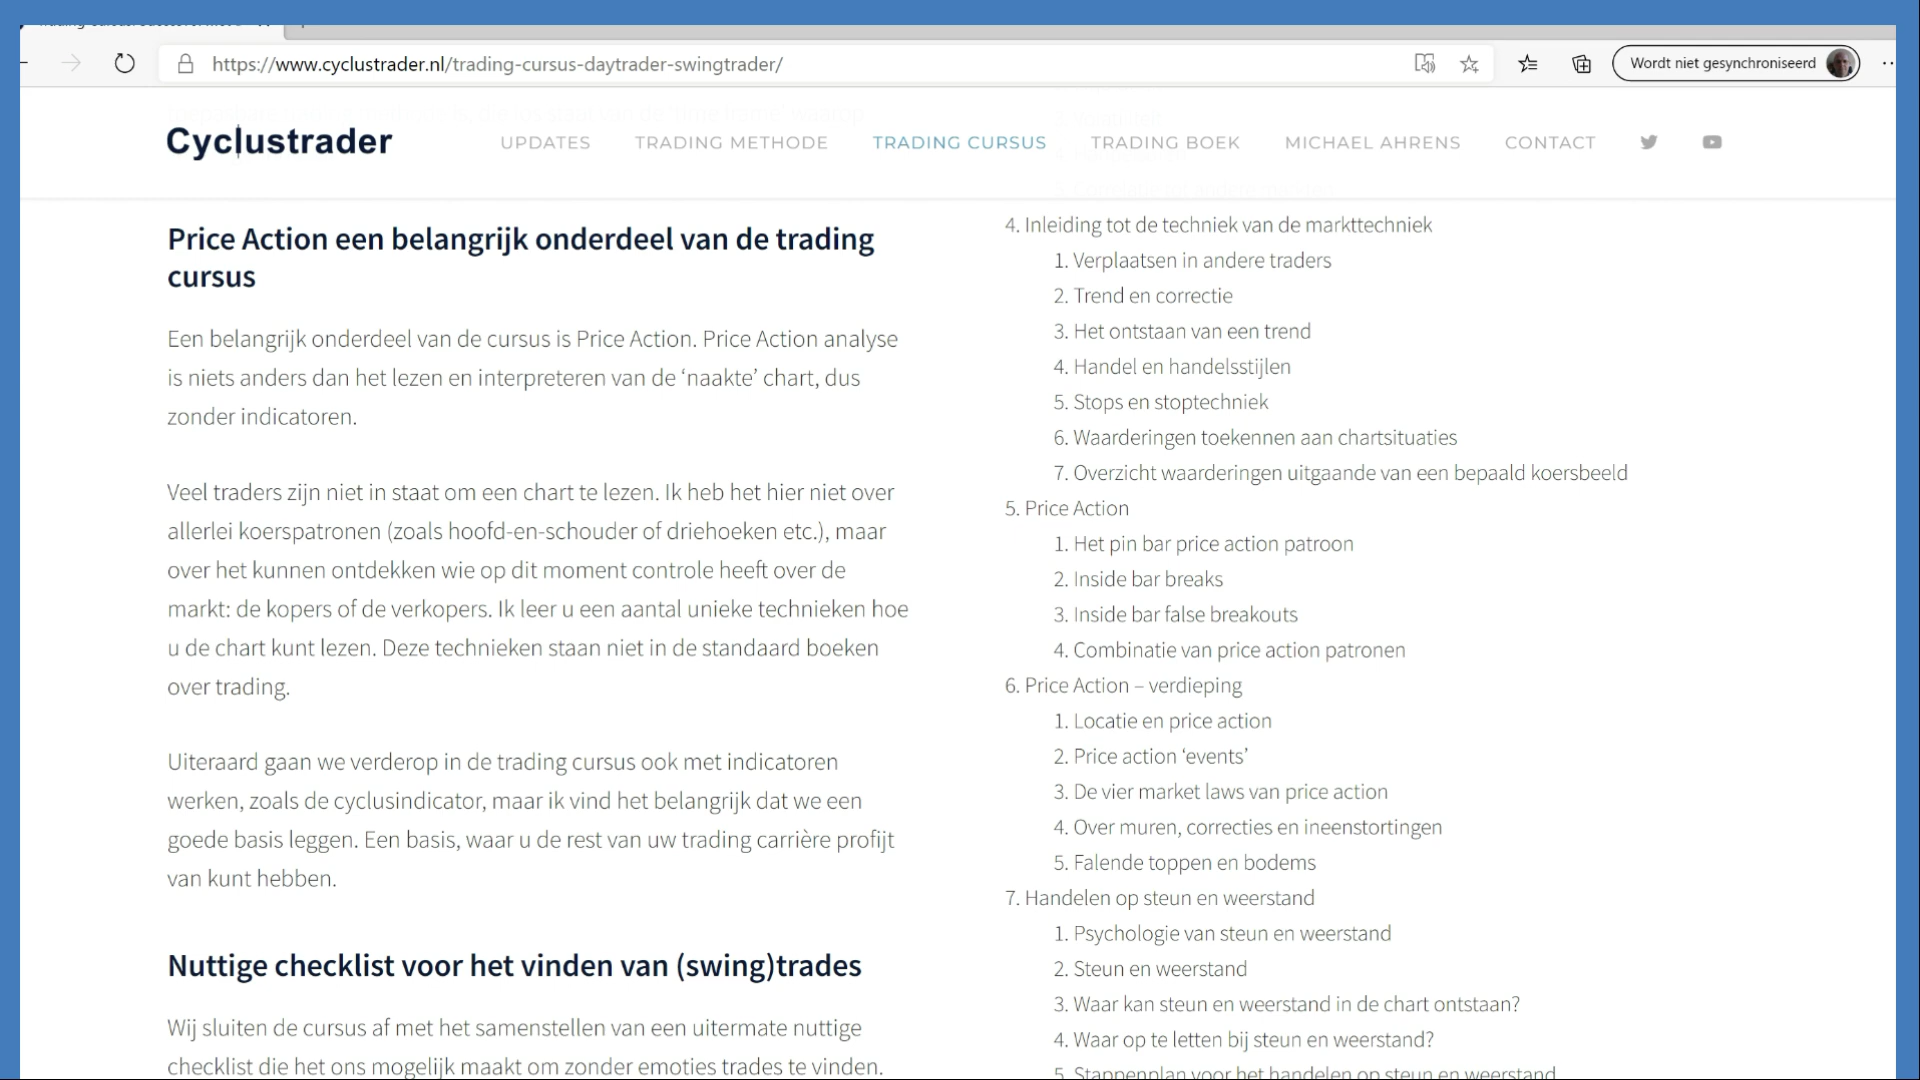 https://www.cyclustrader.nl/trading-cursus-daytrader-swingtrader/
Wordt niet gesynchroniseerd
Cyclustrader
UPDATES
TRADING METHODE
TRADING CURSUS
TRADING BOEK
MICHAEL AHRENS
CONTACT
Price Action een belangrijk onderdeel van de trading
cursus
Een belangrijk onderdeel van de cursus is Price Action. Price Action analyse
is niets anders dan het lezen en interpreteren van de ‘naakte’ chart, dus
zonder indicatoren.
Veel traders zijn niet in staat om een chart te lezen. Ik heb het hier niet over
allerlei koerspatronen (zoals hoofd-en-schouder of driehoeken etc.), maar
over het kunnen ontdekken wie op dit moment controle heeft over de
markt: de kopers of de verkopers. Ik leer u een aantal unieke technieken hoe
u de chart kunt lezen. Deze technieken staan niet in de standaard boeken
over trading.
Uiteraard gaan we verderop in de trading cursus ook met indicatoren
werken, zoals de cyclusindicator, maar ik vind het belangrijk dat we een
goede basis leggen. Een basis, waar u de rest van uw trading carrière profijt
van kunt hebben.
Nuttige checklist voor het vinden van (swing)trades
Wij sluiten de cursus af met het samenstellen van een uitermate nuttige
checklist die het ons mogelijk maakt om zonder emoties trades te vinden.
4. Inleiding tot de techniek van de markttechniek
1. Verplaatsen in andere traders
2. Trend en correctie
3. Het ontstaan van een trend
4. Handel en handelsstijlen
5. Stops en stoptechniek
6. Waarderingen toekennen aan chartsituaties
7. Overzicht waarderingen uitgaande van een bepaald koersbeeld
5. Price Action
1. Het pin bar price action patroon
2. Inside bar breaks
3. Inside bar false breakouts
4. Combinatie van price action patronen
6. Price Action – verdieping
1. Locatie en price action
2. Price action ‘events’
3. De vier market laws van price action
4. Over muren, correcties en ineenstortingen
5. Falende toppen en bodems
7. Handelen op steun en weerstand
1. Psychologie van steun en weerstand
2. Steun en weerstand
3. Waar kan steun en weerstand in de chart ontstaan?
4. Waar op te letten bij steun en weerstand?
5. Stappenplan voor het handelen op steun en weerstand